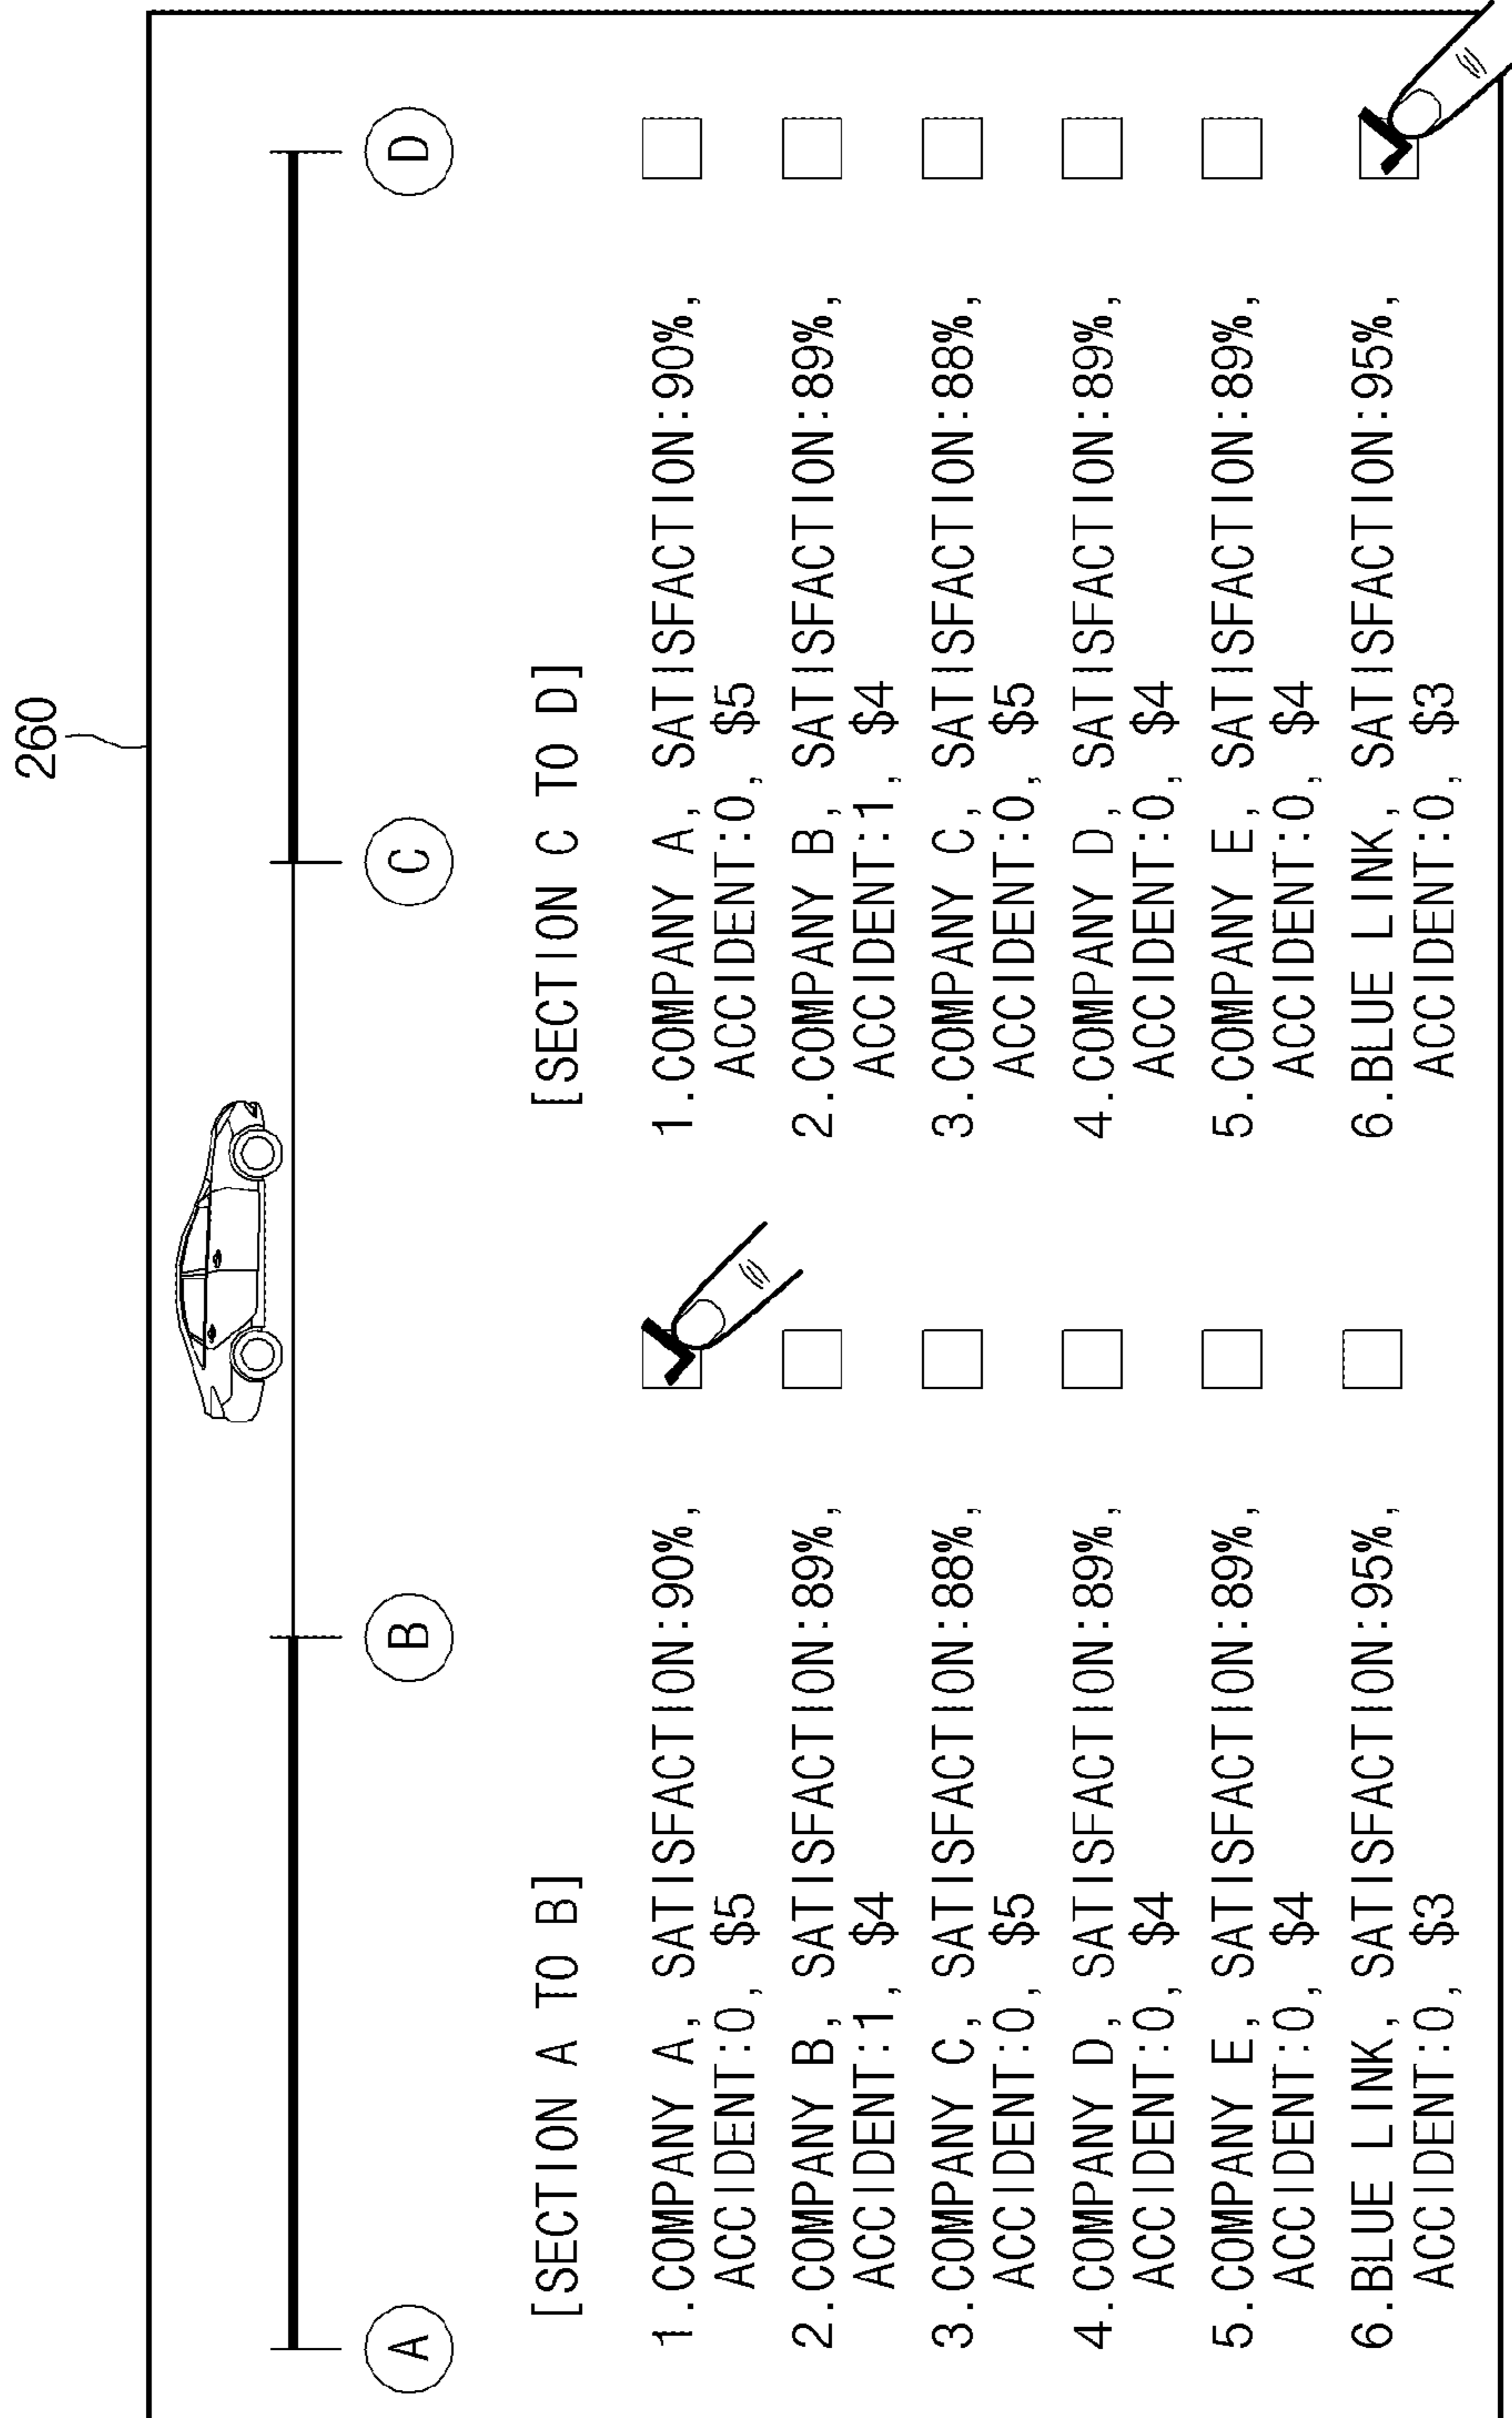 260
A
B
C
D
[SECTION A TO B]
1.COMPANY A, SATISFACTION:90%,
ACCIDENT:0, $5
2.COMPANY B, SATISFACTION:89%,
ACCIDENT:1, $4
3.COMPANY C, SATISFACTION:88%,
ACCIDENT:0, $5
4.COMPANY D, SATISFACTION:89%,
ACCIDENT:0, $4
5.COMPANY E, SATISFACTION:89%,
ACCIDENT:0, $4
6.BLUE LINK, SATISFACTION:95%,
ACCIDENT:0, $3
[SECTION C TO D]
1.COMPANY A, SATISFACTION:90%,
ACCIDENT:0, $5
2.COMPANY B, SATISFACTION:89%,
ACCIDENT:1, $4
3.COMPANY C, SATISFACTION:88%,
ACCIDENT:0, $5
4.COMPANY D, SATISFACTION:89%,
ACCIDENT:0, $4
5.COMPANY E, SATISFACTION:89%,
ACCIDENT:0, $4
6.BLUE LINK, SATISFACTION:95%,
ACCIDENT:0, $3